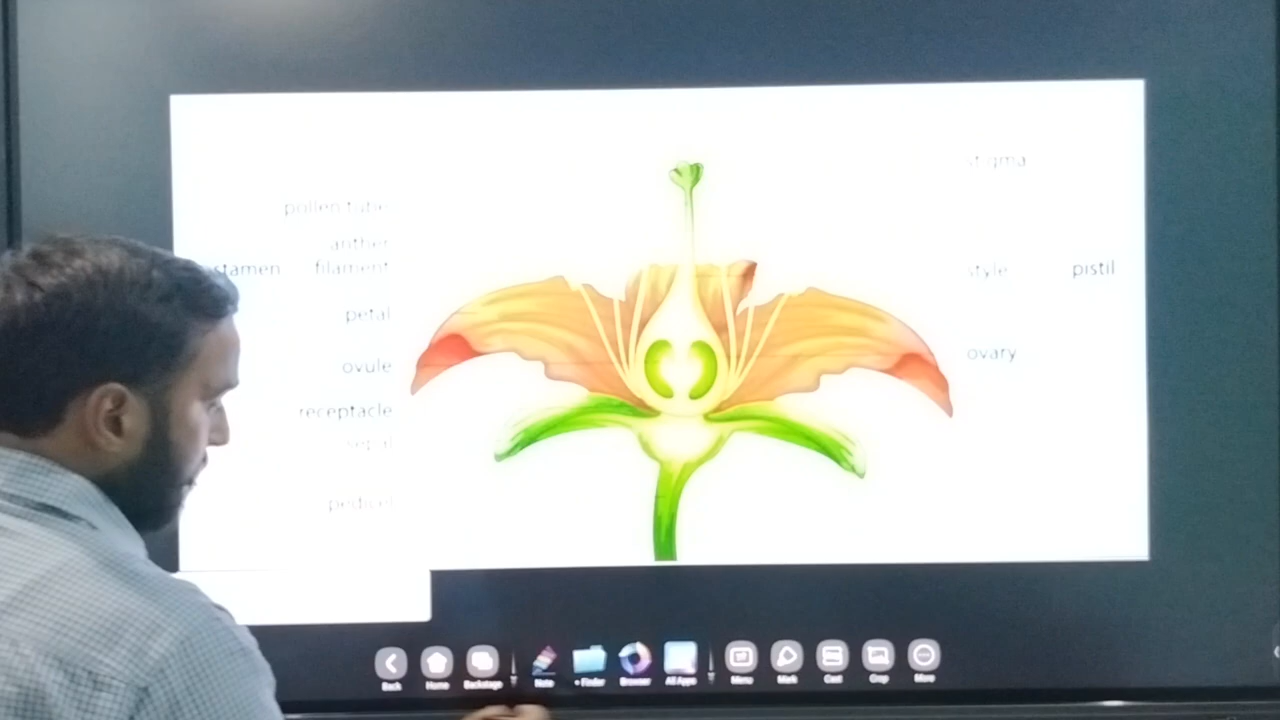 stigma
pollen tube
anther
stamen filament style pistil
petal
ovary
ovule
receptacle
sepal
pedicel
Back Home Backstage Note Finder Browser All Apps Menu Mark Cast Crop More